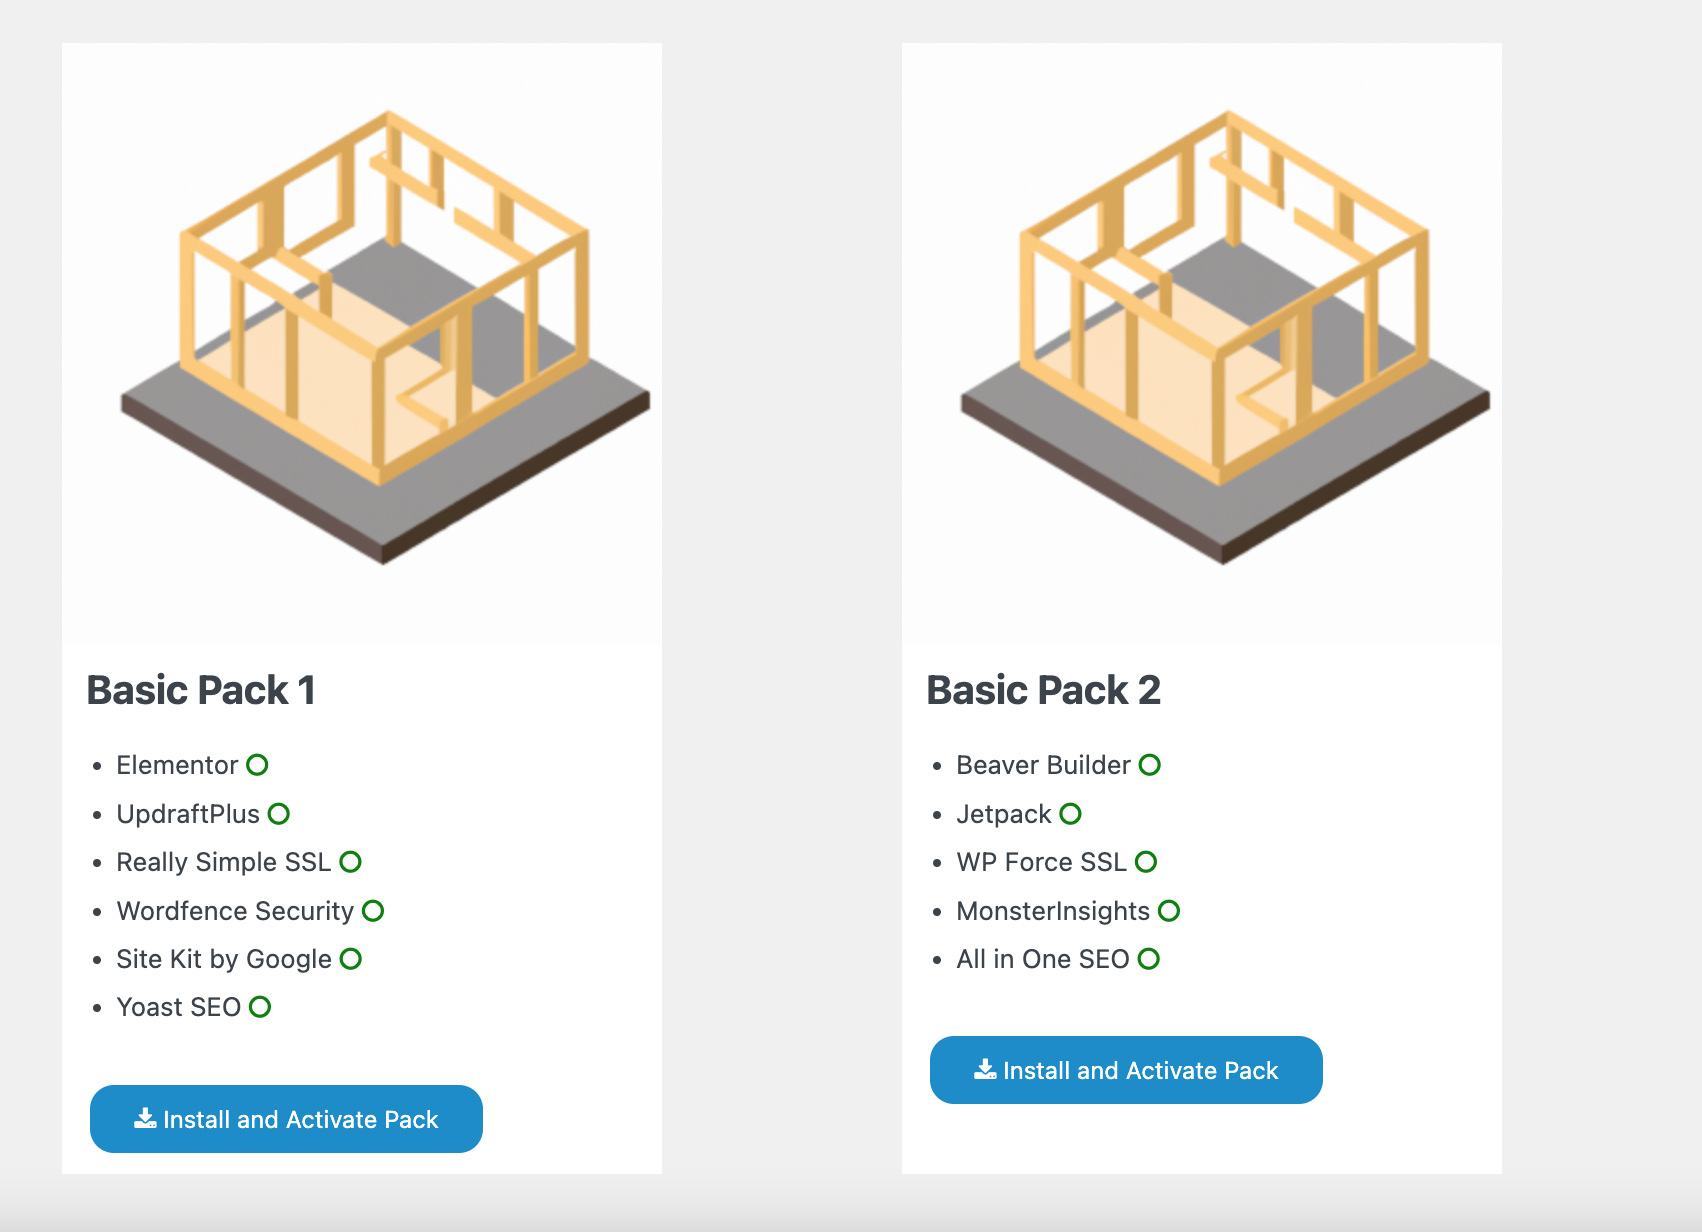 Basic Pack 1
Elementor
UpdraftPlus
Really Simple SSL
Wordfence Security
Site Kit by Google
Yoast SEO
Install and Activate Pack
Basic Pack 2
Beaver Builder
Jetpack
WP Force SSL
MonsterInsights
All in One SEO
Install and Activate Pack